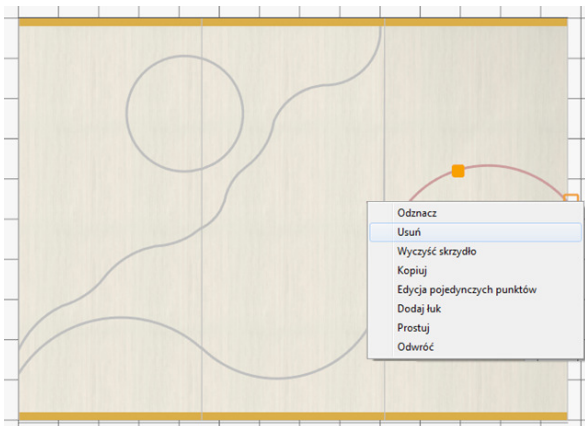 Odznacz
Usuń
Wyczyść skrzydło
Kopiuj
Edycja pojedynczych punktów
Dodaj łuk
Prostuj
Odwróć